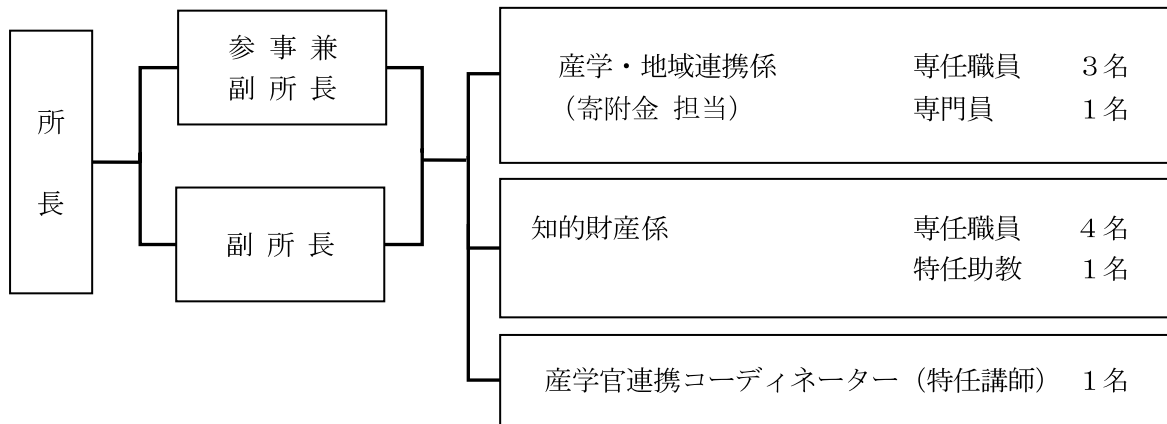 所
長
参 事 兼
副 所 長
副 所 長
産学・地域連携係 専任職員 3名
（寄附金 担当） 専門員 1名
知的財産係 専任職員 4名
特任助教 1名
産学官連携コーディネーター（特任講師） 1名